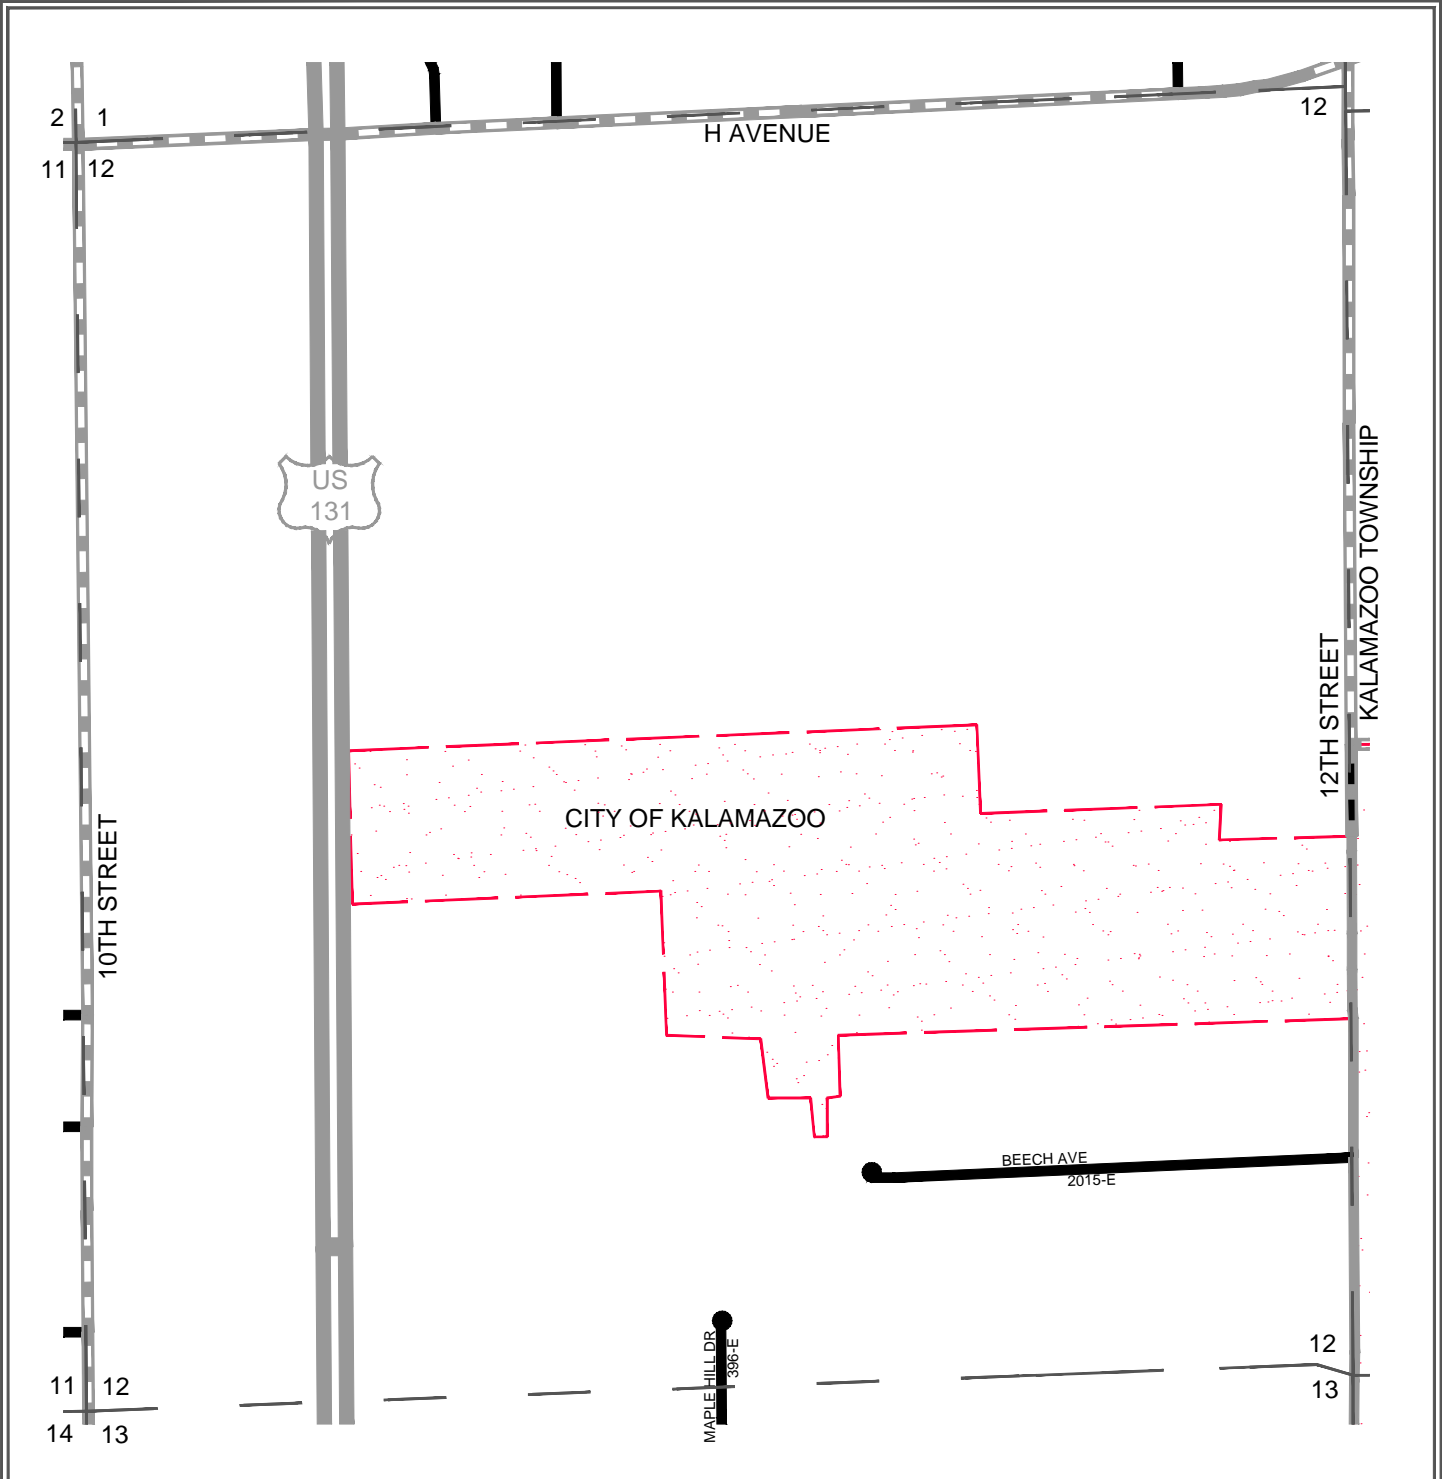 2 1
12
H AVENUE
11 12
US
131
KALAMAZOO TOWNSHIP
12TH STREET
CITY OF KALAMAZOO
10TH STREET
BEECH AVE
2015-E
MAPLE HILL DR
396-E
12
11 12
13
14 13